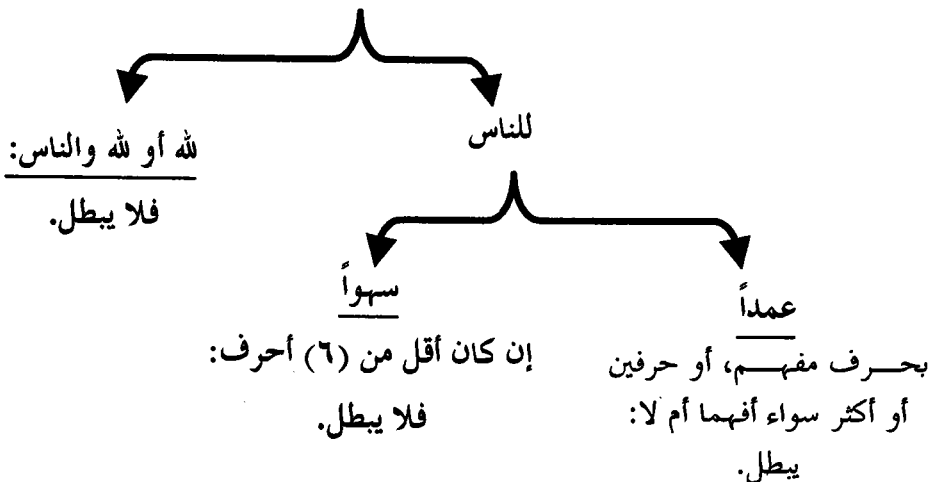 للناس
لله أو لله والناس:
فلا يبطل.
عمداً
بحرف مفهم، أو حرفين
أو أكثر سواء أفهما أم لا:
يبطل.
سهواً
إن كان أقل من (٦) أحرف:
فلا يبطل.